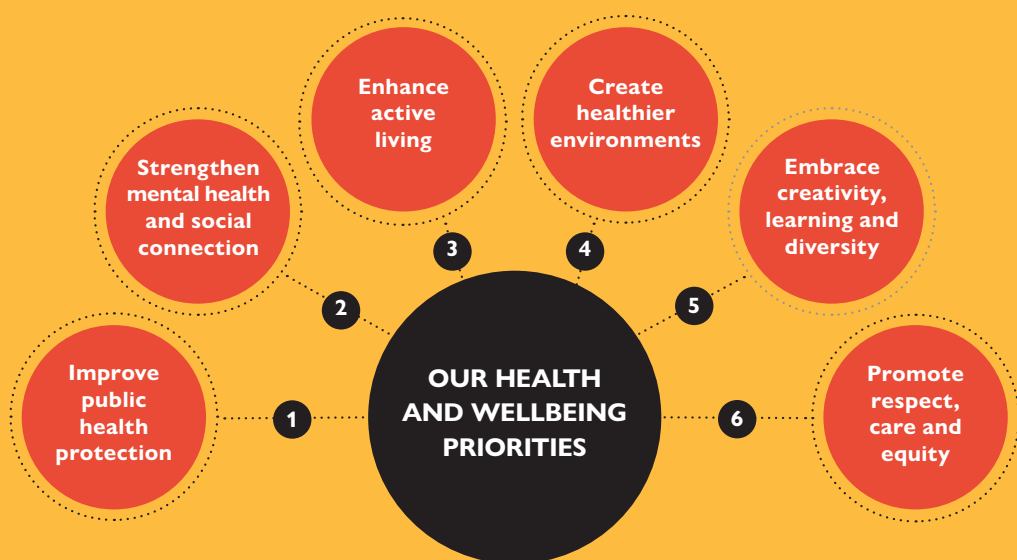 Improve
public
health
protection
1
Strengthen
mental health
and social
connection
2
Enhance
active
living
3
Create
healthier
environments
4
Embrace
creativity,
learning and
diversity
5
Promote
respect,
care and
equity
6
OUR HEALTH
AND WELLBEING
PRIORITIES